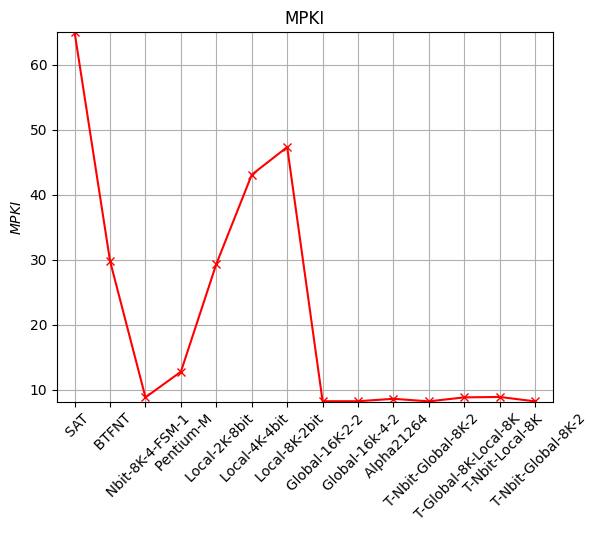 MPKI
60
50
40
30
20
10
MPKI
SAT
BTFNT
Nbit-8K-4-FSM-1
Pentium-M
Local-2K-8bit
Local-4K-4bit
Local-8K-2bit
Global-16K-2-2
Global-16K-4-2
Alpha21264
T-Nbit-Global-8K-2
T-Global-8K-Local-8K
T-Nbit-Local-8K
T-Nbit-Global-8K-2